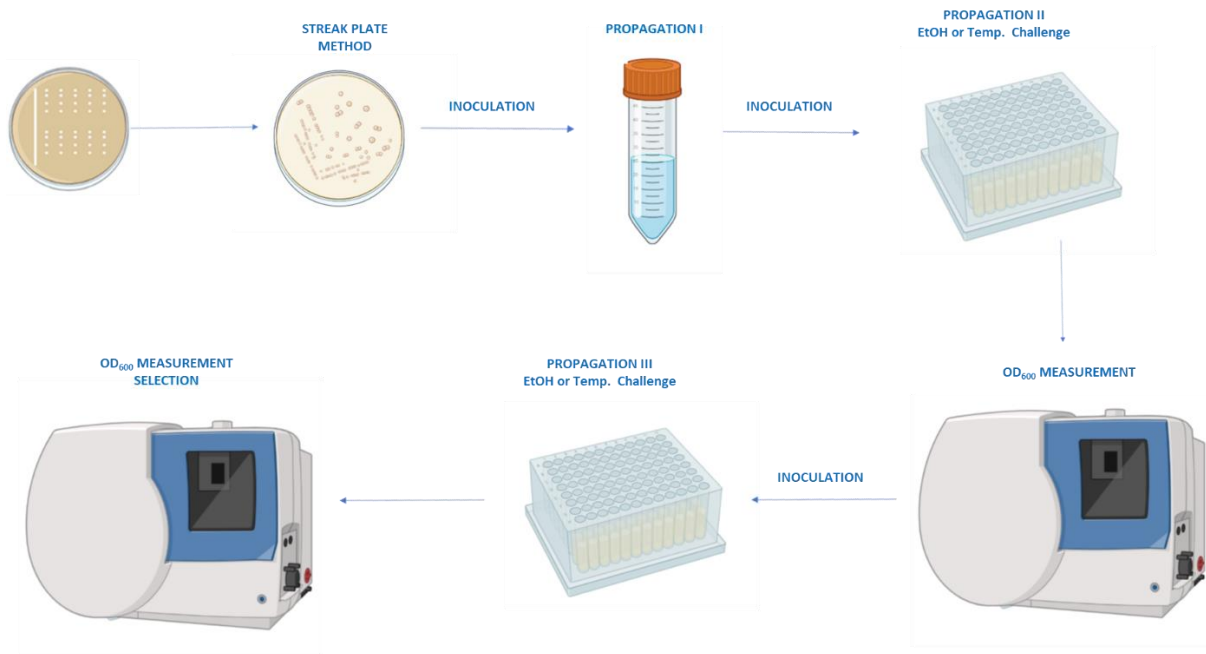 STREAK PLATE
METHOD
PROPAGATION I
PROPAGATION II
EtOH or Temp. Challenge
INOCULATION
INOCULATION
OD₆₀₀ MEASUREMENT
SELECTION
PROPAGATION III
EtOH or Temp. Challenge
OD₆₀₀ MEASUREMENT
INOCULATION